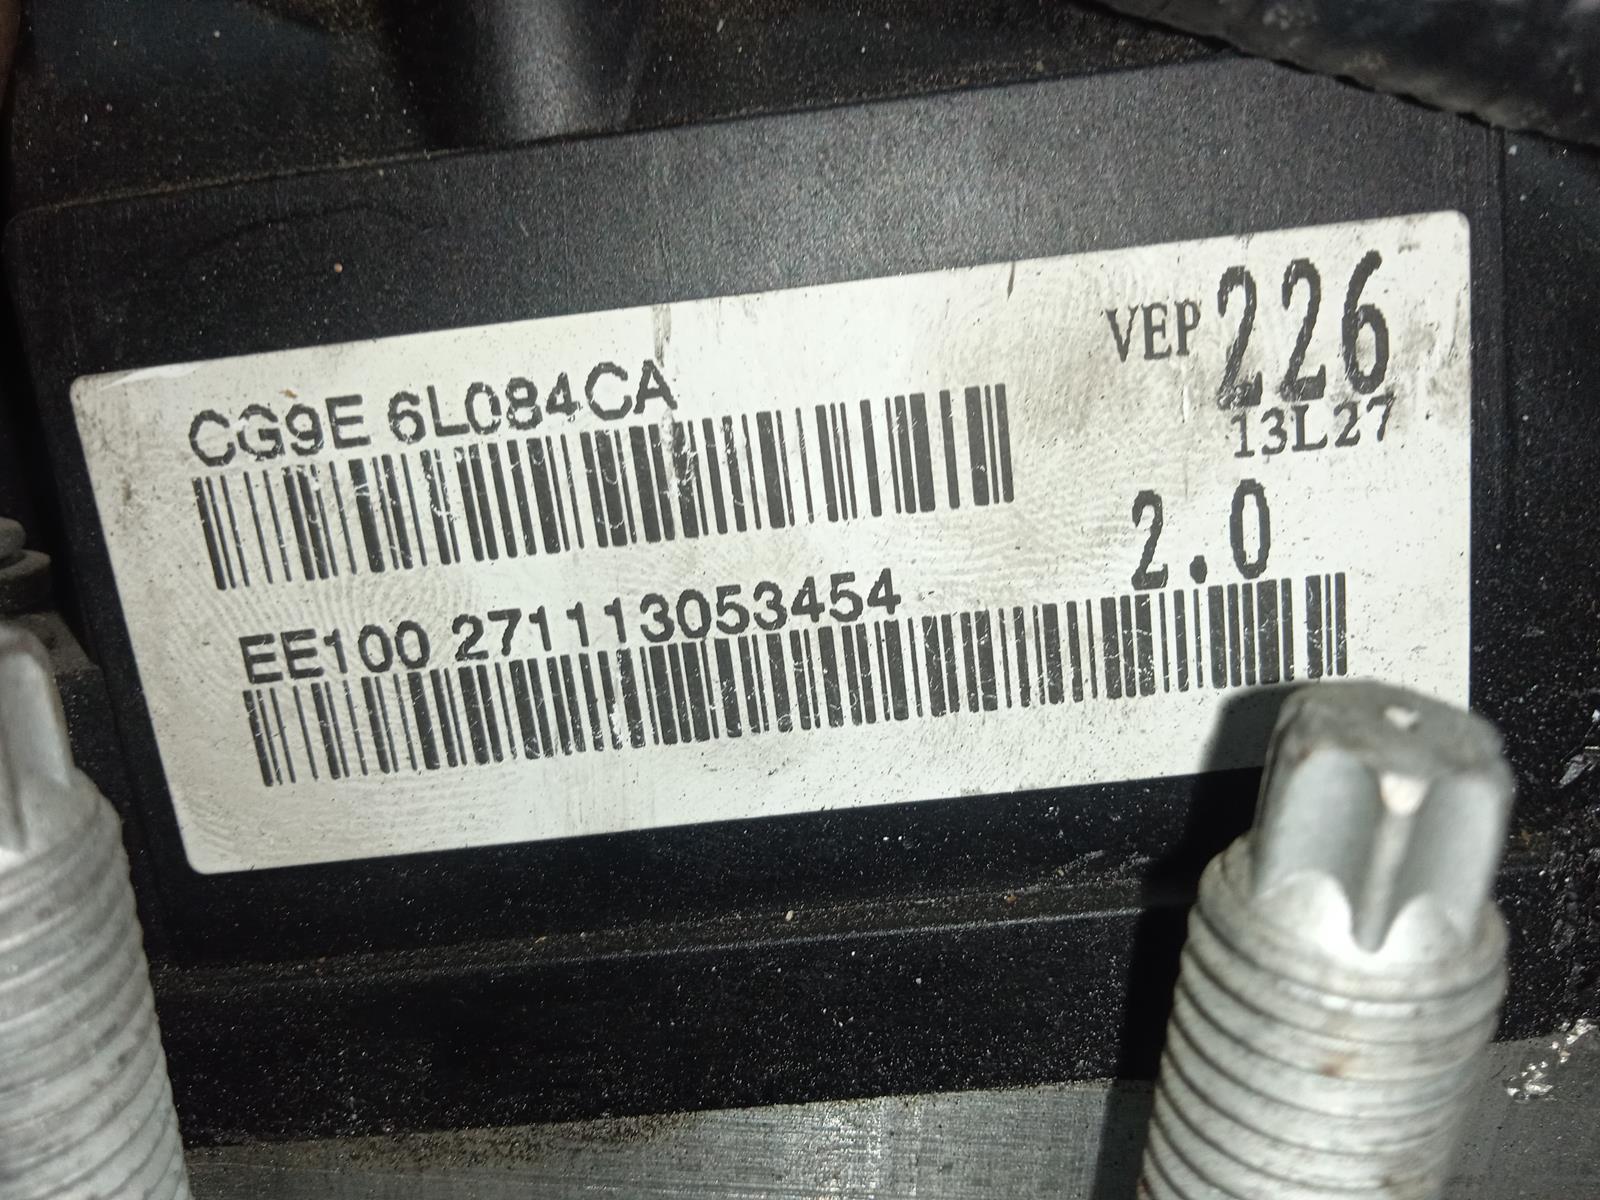 CG9E 6L084CA
VEP 226
13L27
2.0
EE100 271113053454